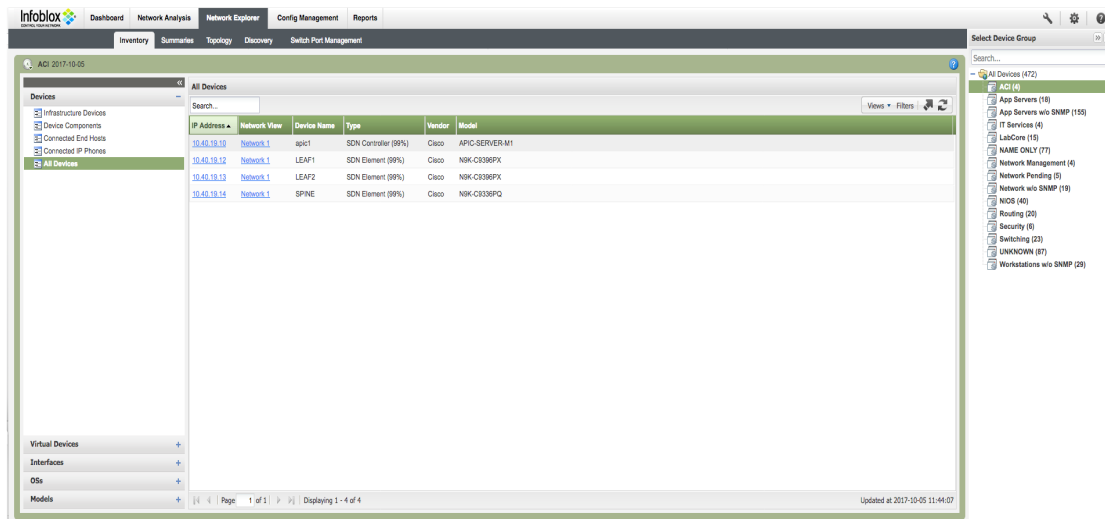 Infoblox
CONTROL YOUR NETWORK
Dashboard Network Analysis Network Explorer Config Management Reports
Inventory Summaries Topology Discovery Switch Port Management
ACI 2017-10-05
Devices
Infrastructure Devices
Device Components
Connected End Hosts
Connected IP Phones
All Devices
Virtual Devices
Interfaces
OSs
Models
All Devices
Search...
Views Filters
IP Address Network View Device Name Type Vendor Model
10.40.19.10 Network 1 apic1 SDN Controller (99%) Cisco APIC-SERVER-M1
10.40.19.12 Network 1 LEAF1 SDN Element (99%) Cisco N9K-C9396PX
10.40.19.13 Network 1 LEAF2 SDN Element (99%) Cisco N9K-C9396PX
10.40.19.14 Network 1 SPINE SDN Element (99%) Cisco N9K-C9336PQ
Page 1 of 1 Displaying 1 - 4 of 4
Updated at 2017-10-05 11:44:07
Select Device Group
Search...
All Devices (472)
ACI (4)
App Servers (18)
App Servers w/o SNMP (155)
IT Services (4)
LabCore (15)
NAME ONLY (77)
Network Management (4)
Network Pending (5)
Network w/o SNMP (19)
NIOS (40)
Routing (20)
Security (6)
Switching (23)
UNKNOWN (87)
Workstations w/o SNMP (29)